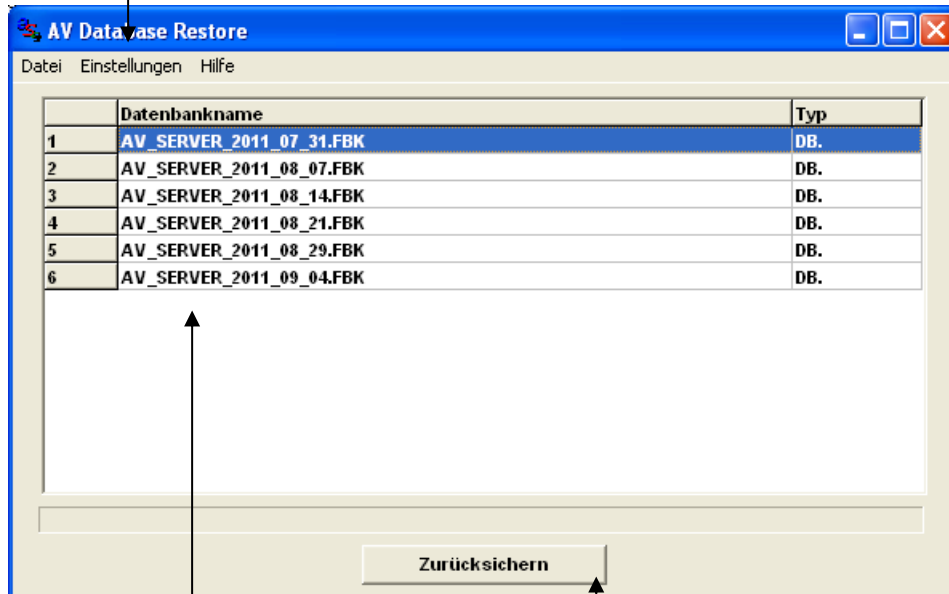 AV Database Restore
Datei Einstellungen Hilfe
Datenbankname Typ
1 AV_SERVER_2011_07_31.FBK DB.
2 AV_SERVER_2011_08_07.FBK DB.
3 AV_SERVER_2011_08_14.FBK DB.
4 AV_SERVER_2011_08_21.FBK DB.
5 AV_SERVER_2011_08_29.FBK DB.
6 AV_SERVER_2011_09_04.FBK DB.
Zurücksichern